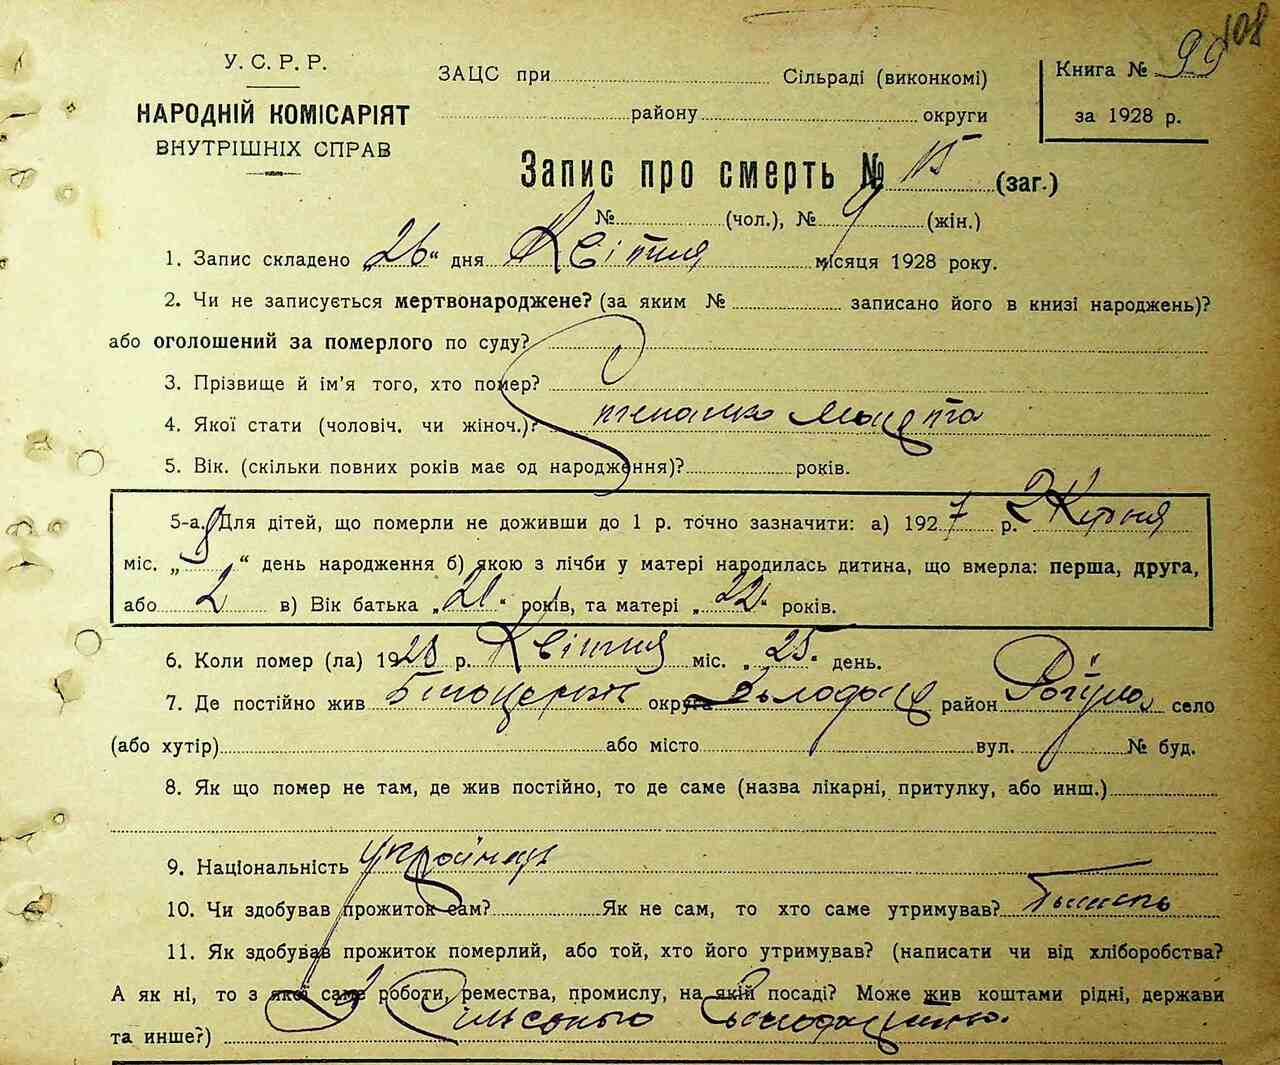 108
У. С. Р. Р.
НАРОДНІЙ КОМІСАРІЯТ
ВНУТРІШНІХ СПРАВ
ЗАЦС при Сільраді (виконкомі)
району округи
Книга № 99
за 1928 р.
Запис про смерть № 15 (заг.)
№ (чол.), № 9 (жін.)
1. Запис складено „26“ дня Квітня місяця 1928 року.
2. Чи не записується мертвонароджене? (за яким № записано його в книзі народжень)?
або оголошений за померлого по суду?
3. Прізвище й ім'я того, хто помер?
4. Якої стати (чоловіч. чи жіноч.)? Степанко
5. Вік. (скільки повних років має од народження)? років.
5-а. Для дітей, що померли не доживши до 1 р. точно зазначити: а) 1927 р.
міс. „ “ день народження б) якою з лічби у матері народилась дитина, що вмерла: перша, друга,
або 2 в) Вік батька „21“ років, та матері „22“ років.
6. Коли помер (ла) 1928 р. Квітня міс. „25“ день.
7. Де постійно жив Білоцерків округа район село
(або хутір) або місто вул. № буд.
8. Як що помер не там, де жив постійно, то де саме (назва лікарні, притулку, або инш.)
9. Національність українець
10. Чи здобував прожиток сам? Як не сам, то хто саме утримував? батько
11. Як здобував прожиток померлий, або той, хто його утримував? (написати чи від хліборобства?
А як ні, то з якої саме роботи, ремества, промислу, на якій посаді? Може жив коштами рідні, держави
та инше?) Сільського